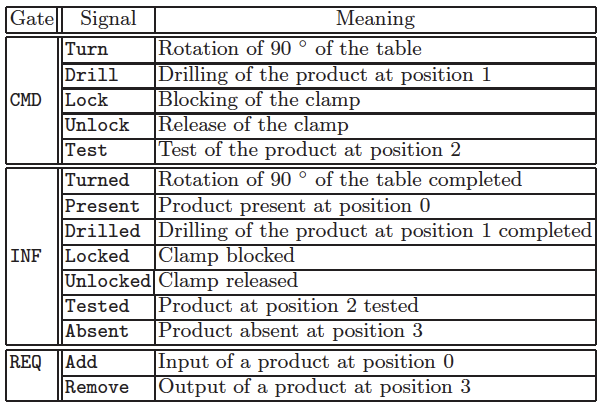 Gate Signal Meaning
Turn Rotation of 90 ° of the table
Drill Drilling of the product at position 1
CMD Lock Blocking of the clamp
Unlock Release of the clamp
Test Test of the product at position 2
Turned Rotation of 90 ° of the table completed
Present Product present at position 0
Drilled Drilling of the product at position 1 completed
INF Locked Clamp blocked
Unlocked Clamp released
Tested Product at position 2 tested
Absent Product absent at position 3
REQ Add Input of a product at position 0
Remove Output of a product at position 3